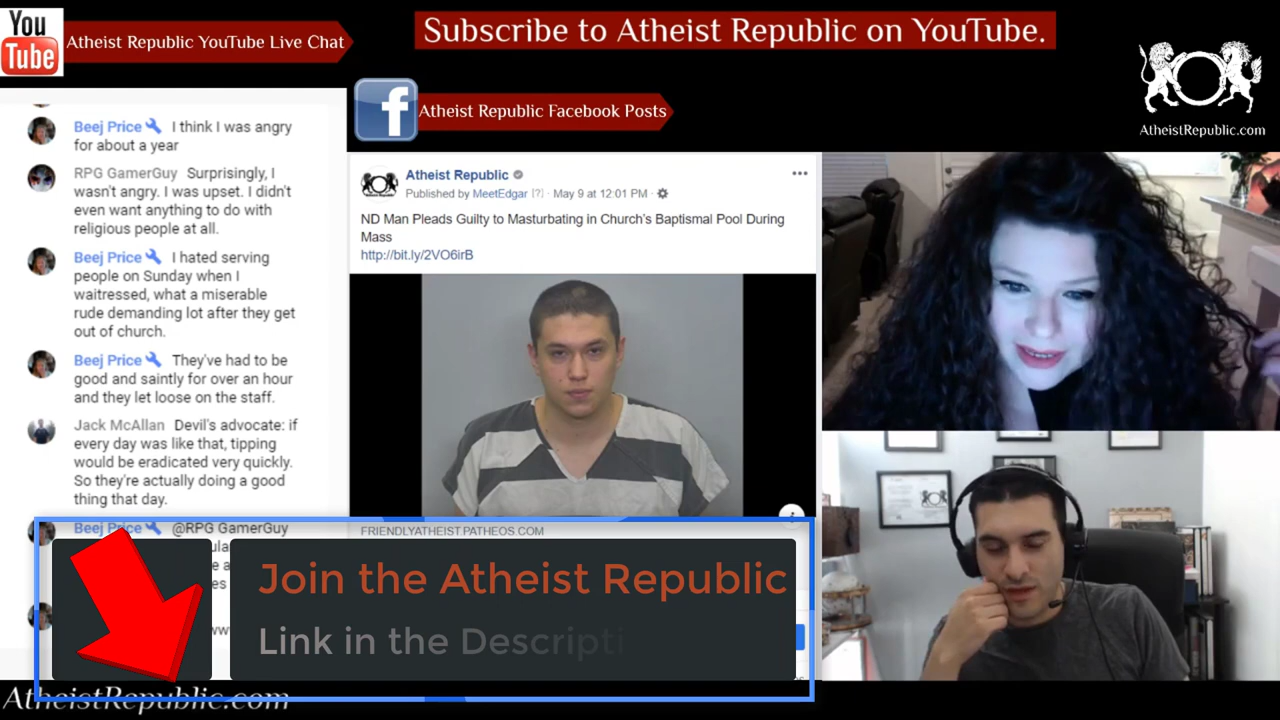 You
Tube
Atheist Republic YouTube Live Chat
Subscribe to Atheist Republic on YouTube.
AtheistRepublic.com
f
Atheist Republic Facebook Posts
Beej Price I think I was angry
for about a year
RPG GamerGuy Surprisingly, I
wasn't angry. I was upset. I didn't
even want anything to do with
religious people at all.
Beej Price I hated serving
people on Sunday when I
waitressed, what a miserable
rude demanding lot after they get
out of church.
Beej Price They've had to be
good and saintly for over an hour
and they let loose on the staff.
Jack McAllan Devil's advocate: if
every day was like that, tipping
would be eradicated very quickly.
So they're actually doing a good
thing that day.
Beej Price @RPG GamerGuy
Atheist Republic
Published by MeetEdgar [?] · May 9 at 12:01 PM ·
ND Man Pleads Guilty to Masturbating in Church's Baptismal Pool During
Mass
http://bit.ly/2VO6irB
FRIENDLYATHEIST.PATHEOS.COM
Join the Atheist Republic
Link in the Descripti
AtheistRepublic.com